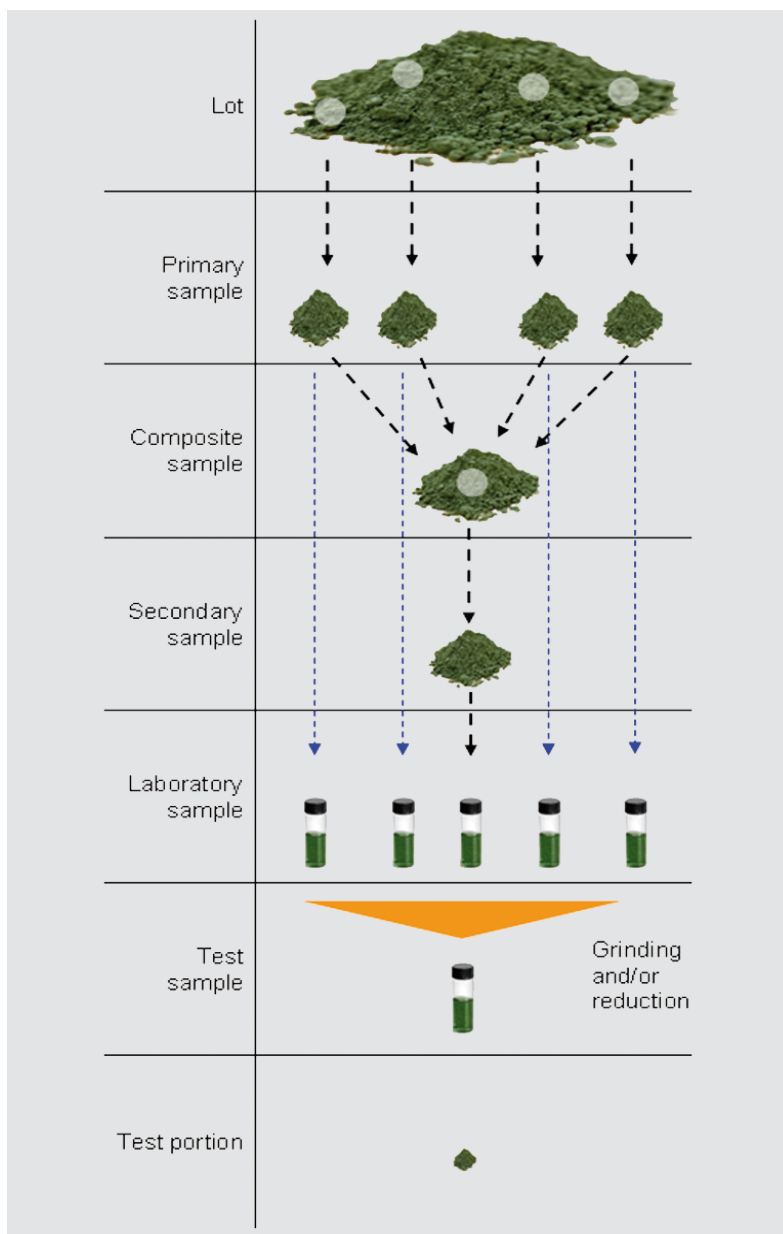 Lot
Primary
sample
Composite
sample
Secondary
sample
Laboratory
sample
Test
sample
Grinding
and/or
reduction
Test portion